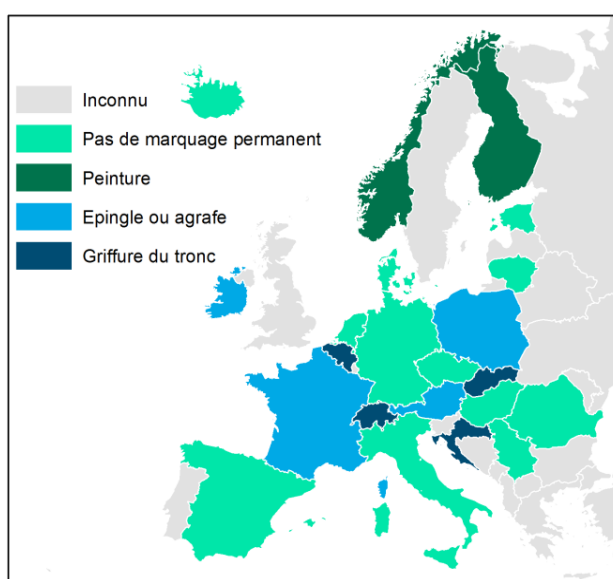 Inconnu
Pas de marquage permanent
Peinture
Epingle ou agrafe
Griffure du tronc